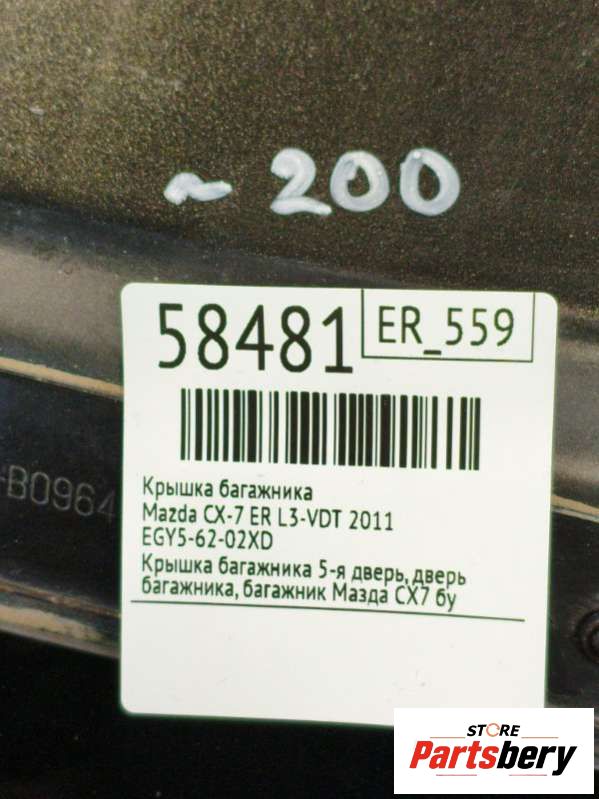 ~ 200
58481
ER_559
-B0964
Крышка багажника
Mazda CX-7 ER L3-VDT 2011
EGY5-62-02XD
Крышка багажника 5-я дверь, дверь
багажника, багажник Мазда СХ7 бу
STORE
Partsbery